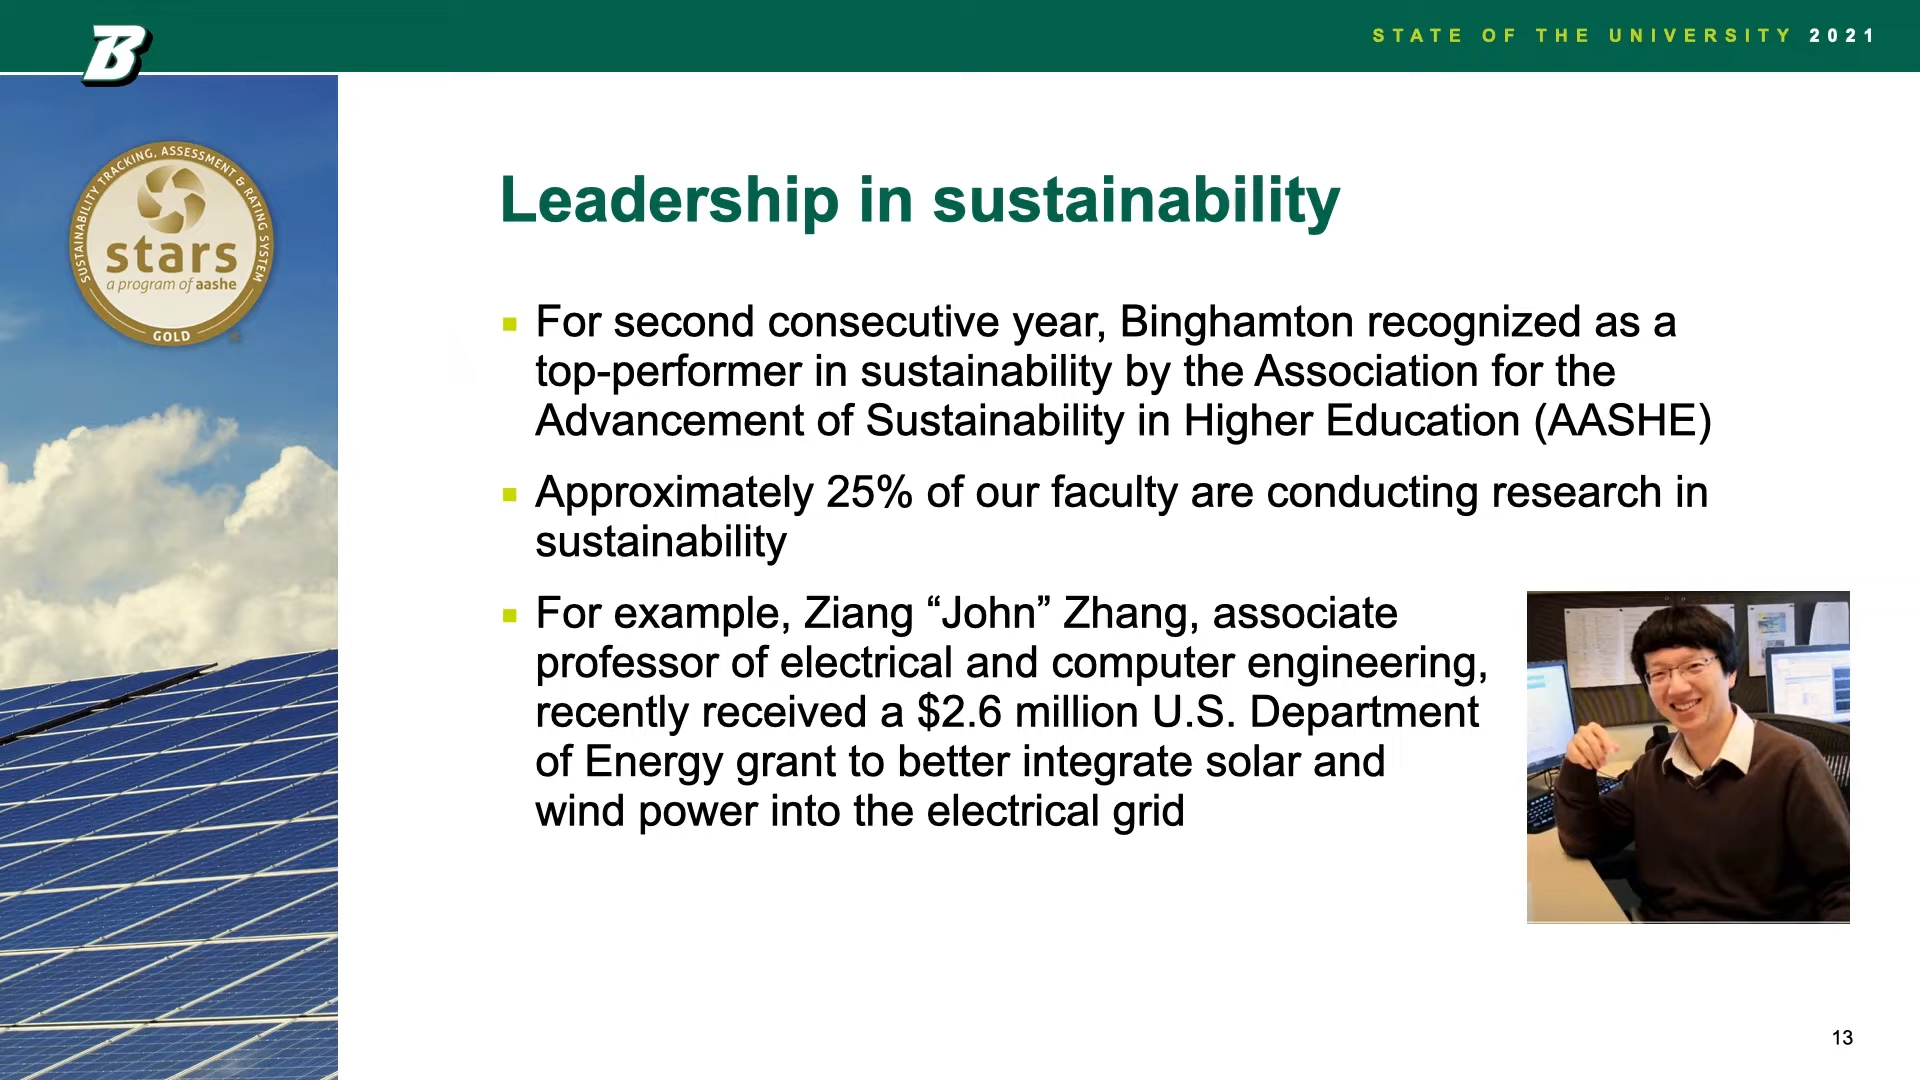 B
STATE OF THE UNIVERSITY 2021
SUSTAINABILITY TRACKING, ASSESSMENT & RATING SYSTEM
stars
a program of aashe
GOLD
Leadership in sustainability
For second consecutive year, Binghamton recognized as a
top-performer in sustainability by the Association for the
Advancement of Sustainability in Higher Education (AASHE)
Approximately 25% of our faculty are conducting research in
sustainability
For example, Ziang “John” Zhang, associate
professor of electrical and computer engineering,
recently received a $2.6 million U.S. Department
of Energy grant to better integrate solar and
wind power into the electrical grid
13